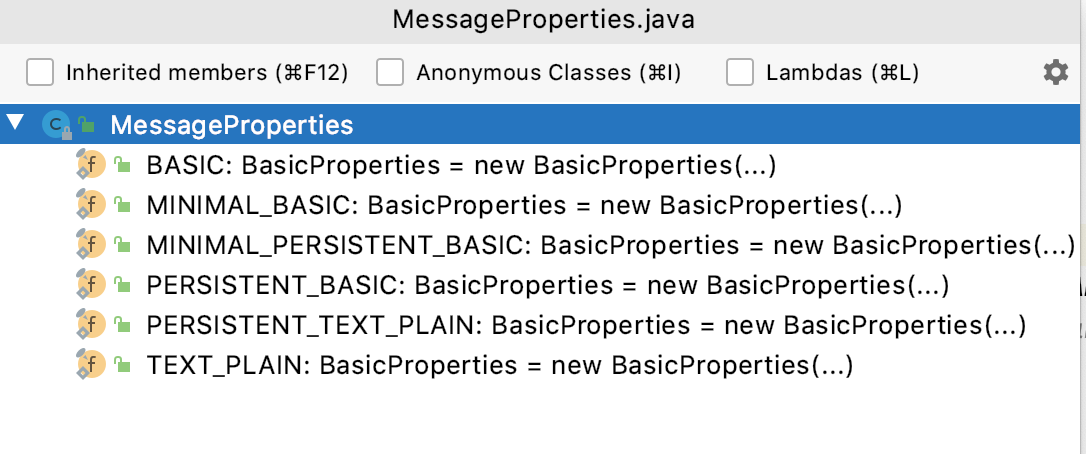 MessageProperties.java
Inherited members (⌘F12) Anonymous Classes (⌘I) Lambdas (⌘L)
C MessageProperties
f BASIC: BasicProperties = new BasicProperties(...)
f MINIMAL_BASIC: BasicProperties = new BasicProperties(...)
f MINIMAL_PERSISTENT_BASIC: BasicProperties = new BasicProperties(...)
f PERSISTENT_BASIC: BasicProperties = new BasicProperties(...)
f PERSISTENT_TEXT_PLAIN: BasicProperties = new BasicProperties(...)
f TEXT_PLAIN: BasicProperties = new BasicProperties(...)